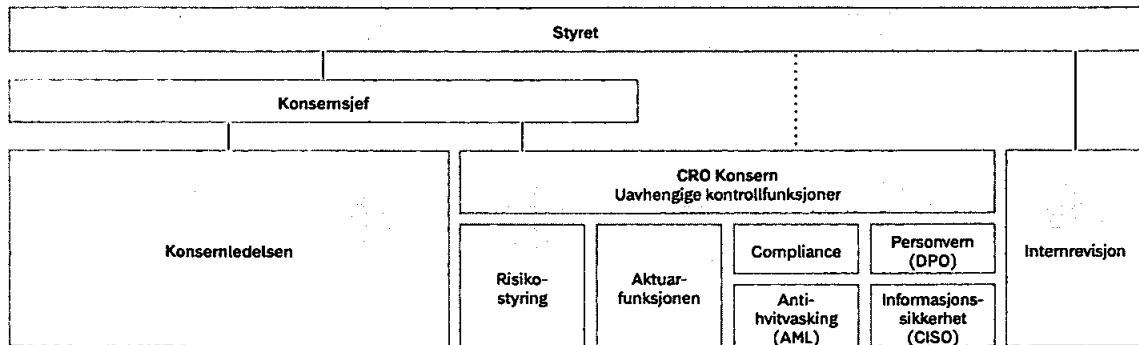 Styret
Konsernsjef
CRO Konsern
Uavhengige kontrollfunksjoner
Konsernledelsen
Risiko-
styring
Aktuar-
funksjonen
Compliance
Personvern
(DPO)
Anti-
hvitvasking
(AML)
Informasjons-
sikkerhet
(CISO)
Internrevisjon